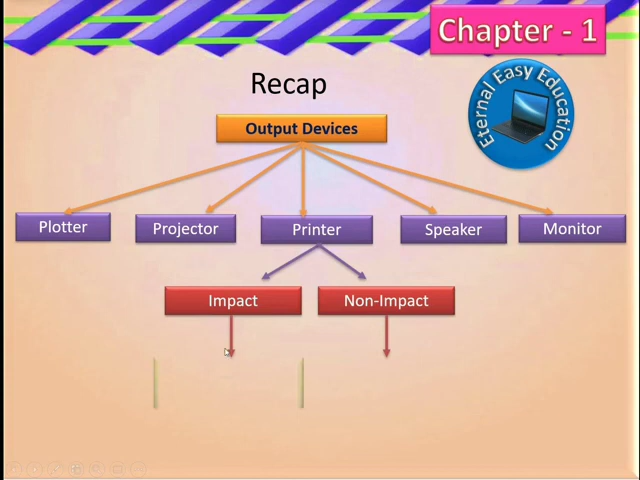 Chapter - 1
Eternal Easy Education
Recap
Output Devices
Plotter
Projector
Printer
Speaker
Monitor
Impact
Non-Impact